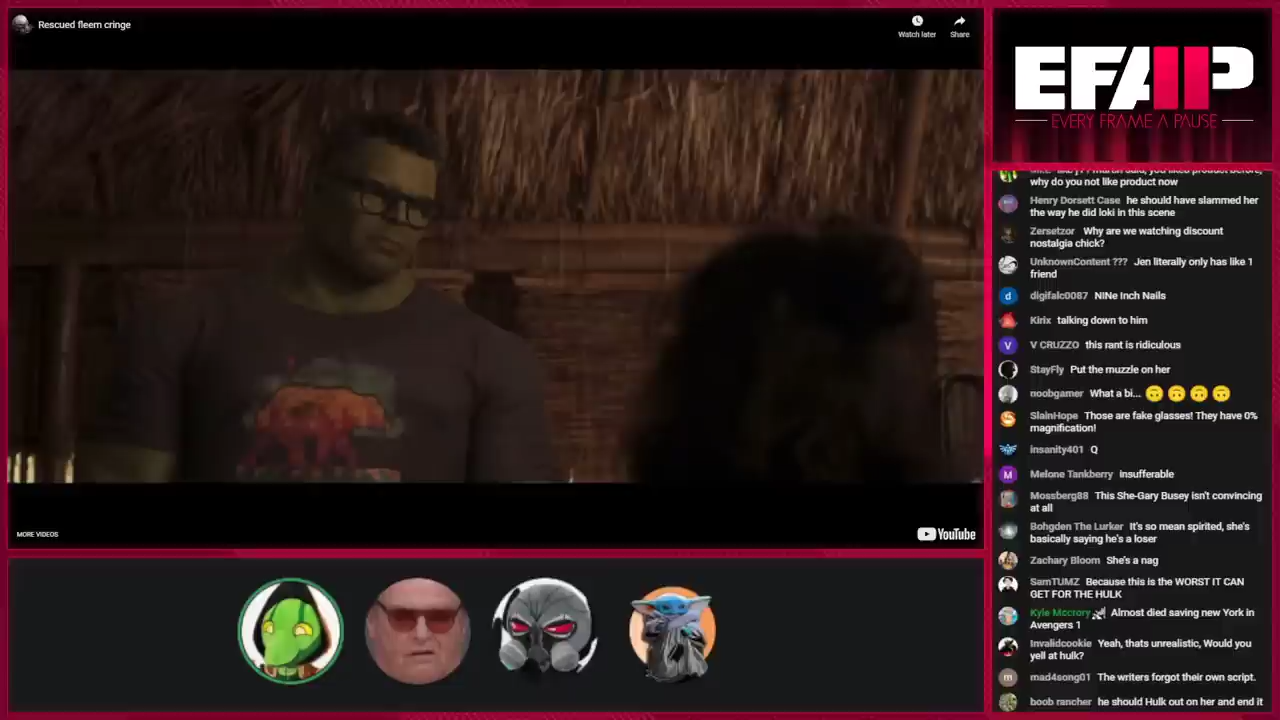 Rescued fleem cringe
Watch later
Share
MORE VIDEOS
YouTube
EFAP
EVERY FRAME A PAUSE
said, you liked product before,
why do you not like product now
Henry Dorsett Case he should have slammed her
the way he did loki in this scene
Zersetzor Why are we watching discount
nostalgia chick?
UnknownContent ??? Jen literally only has like 1
friend
digifalc0087 NINe Inch Nails
Kirix talking down to him
V CRUZZO this rant is ridiculous
StayFly Put the muzzle on her
noobgamer What a bi...
SlainHope Those are fake glasses! They have 0%
magnification!
insanity401 Q
Melone Tankberry Insufferable
Mossberg88 This She-Gary Busey isn't convincing
at all
Bohgden The Lurker It's so mean spirited, she's
basically saying he's a loser
Zachary Bloom She's a nag
SamTUMZ Because this is the WORST IT CAN
GET FOR THE HULK
Kyle Mccrory Almost died saving new York in
Avengers 1
Invalidcookie Yeah, thats unrealistic, Would you
yell at hulk?
mad4song01 The writers forgot their own script.
boob rancher he should Hulk out on her and end it